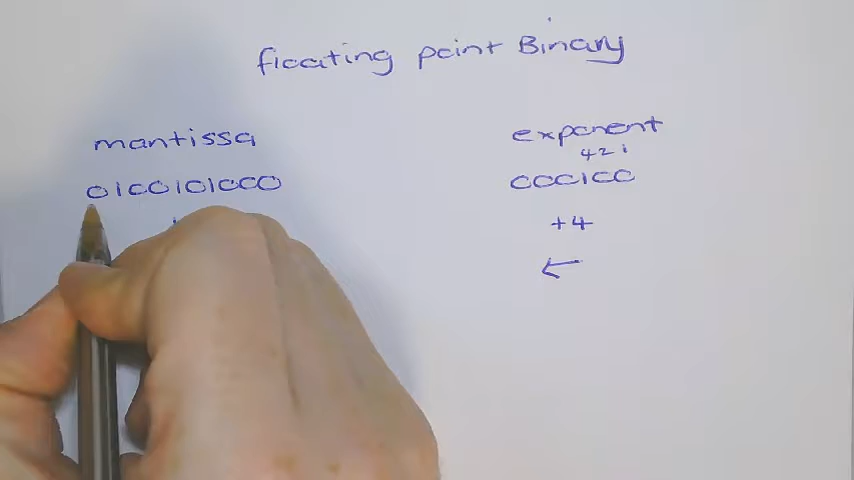 floating point Binary
mantissa
exponent
4 2 1
0100101000
000100
+4
←